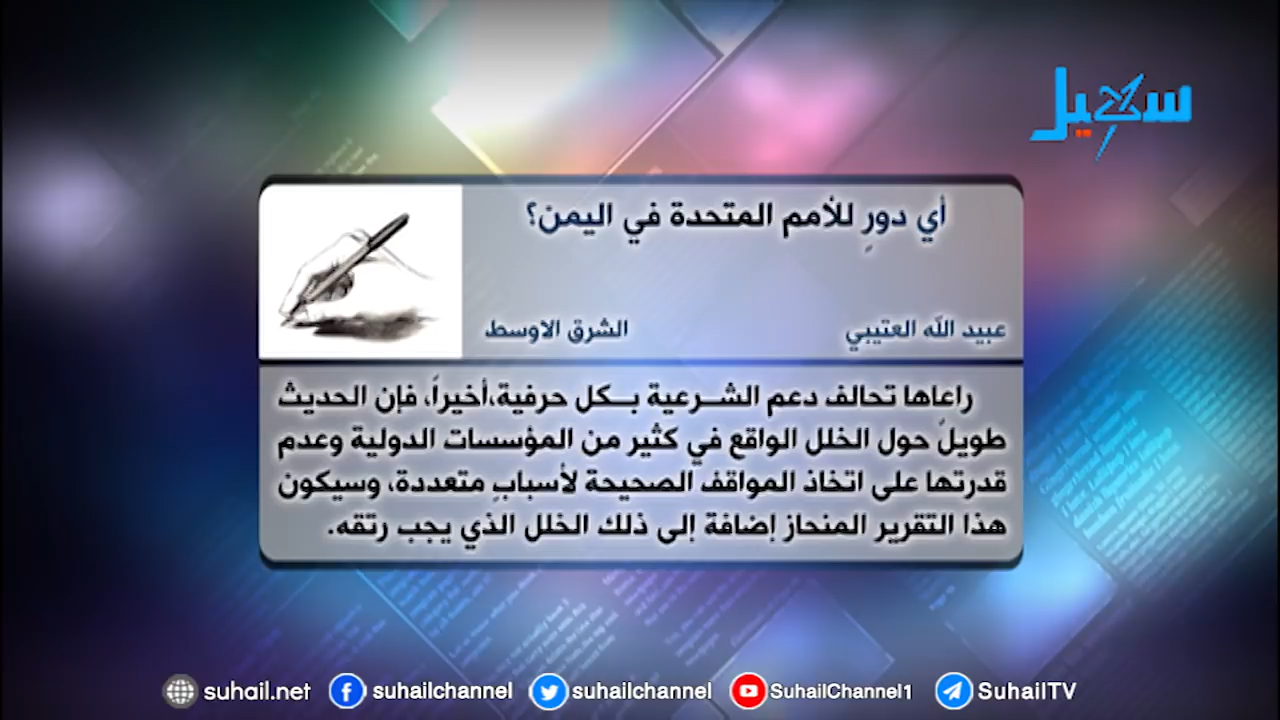 سهيل
أي دورٍ للأمم المتحدة في اليمن؟
عبيد الله العتيبي
الشرق الاوسط
راعاها تحالف دعم الشرعية بكل حرفية،أخيراً، فإن الحديث
طويلٌ حول الخلل الواقع في كثير من المؤسسات الدولية وعدم
قدرتها على اتخاذ المواقف الصحيحة لأسبابٍ متعددة، وسيكون
هذا التقرير المنحاز إضافة إلى ذلك الخلل الذي يجب رتقه.
suhail.net suhailchannel suhailchannel SuhailChannel1 SuhailTV